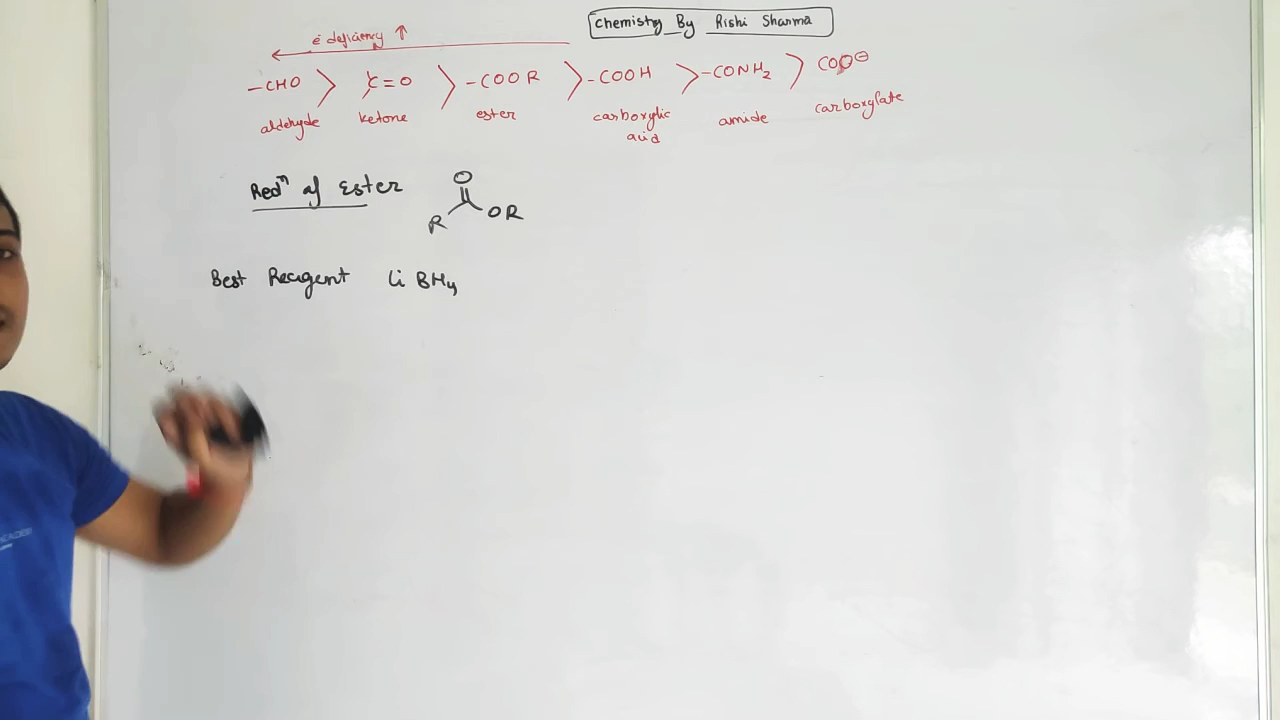 Chemistry By Rishi Sharma
e⁻ deficiency ↑
-CHO > C=O > -COOR > -COOH > -CONH₂ > COO⊖
aldehyde ketone ester carboxylic acid amide carboxylate
Redⁿ of Ester
O
R OR
Best Reagent LiBH₄